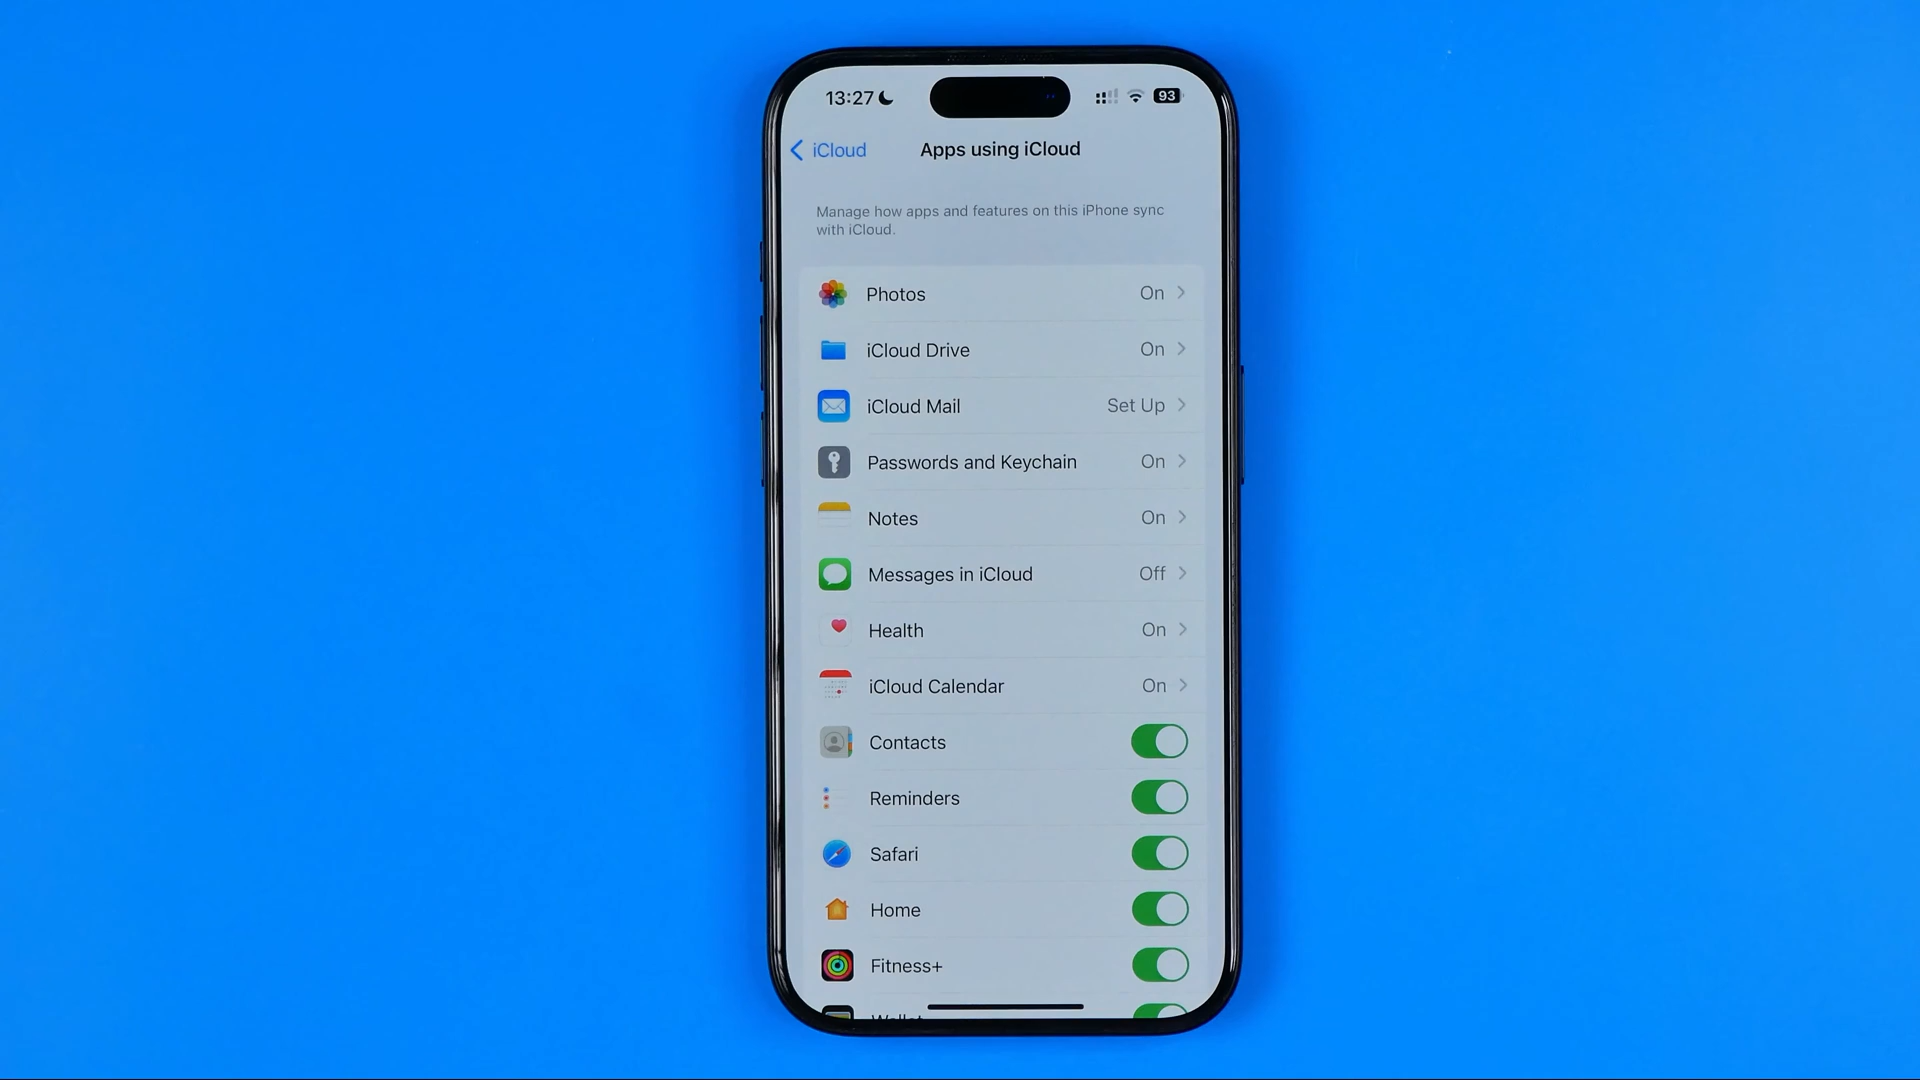 13:27
93
iCloud
Apps using iCloud
Manage how apps and features on this iPhone sync
with iCloud.
Photos On
iCloud Drive On
iCloud Mail Set Up
Passwords and Keychain On
Notes On
Messages in iCloud Off
Health On
iCloud Calendar On
Contacts
Reminders
Safari
Home
Fitness+
Wallet